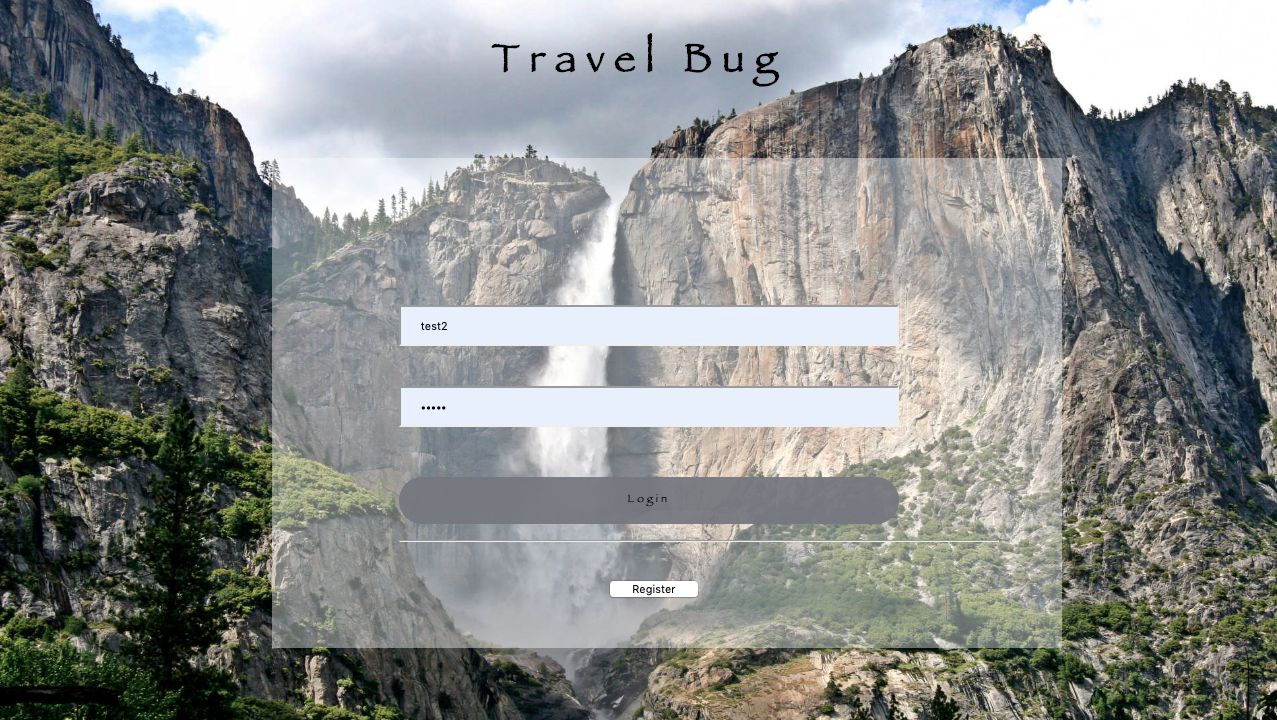 Travel Bug
test2
•••••
Login
Register